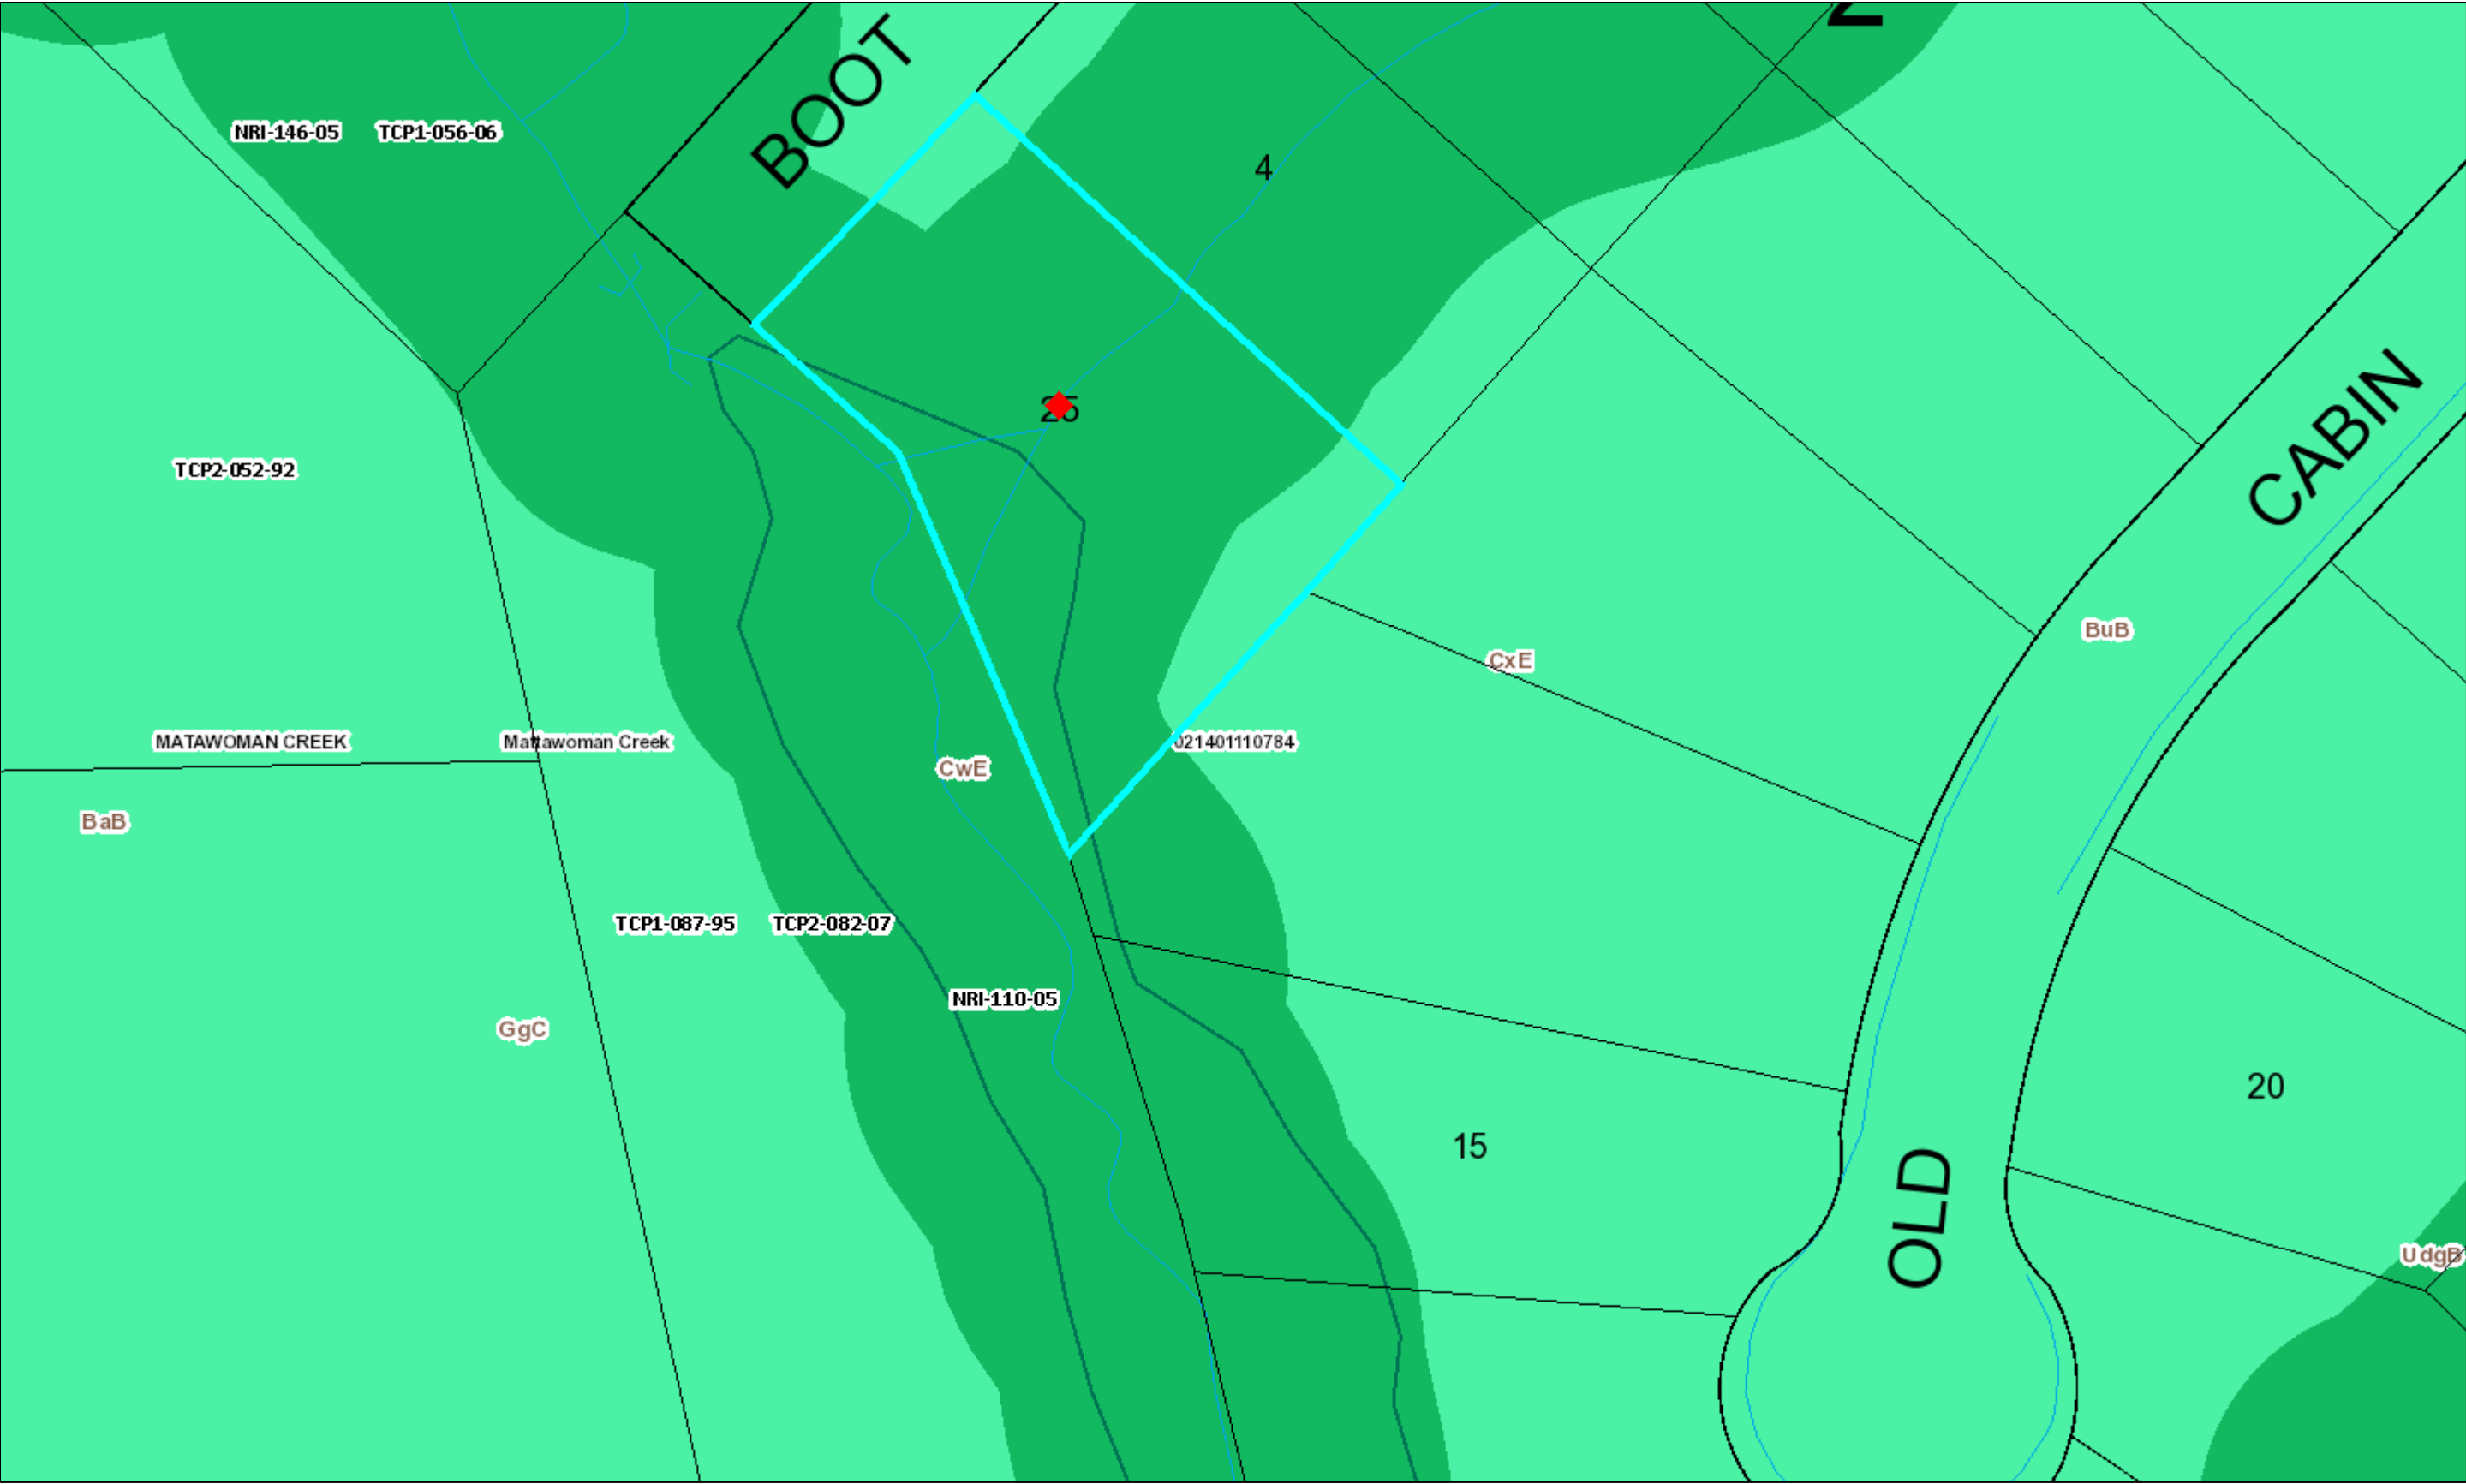 BOOT
NRI-146-05 TCP1-056-06
4
25
TCP2-052-92
CABIN
BuB
CxE
MATAWOMAN CREEK
Mattawoman Creek
021401110784
CwE
BaB
TCP1-087-95 TCP2-082-07
NRI-110-05
GgC
20
15
OLD
UdgB